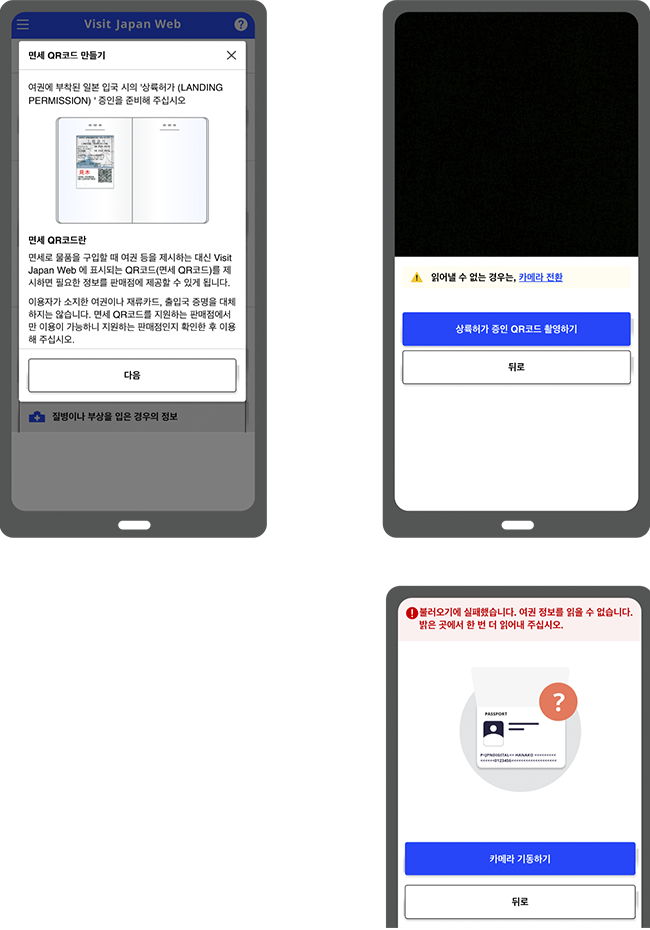 Visit Japan Web
면세 QR코드 만들기
여권에 부착된 일본 입국 시의 '상륙허가 (LANDING
PERMISSION) ' 증인을 준비해 주십시오
見本
면세 QR코드란
면세로 물품을 구입할 때 여권 등을 제시하는 대신 Visit
Japan Web 에 표시되는 QR코드(면세 QR코드)를 제
시하면 필요한 정보를 판매점에 제공할 수 있게 됩니다.
이용자가 소지한 여권이나 재류카드, 출입국 증명을 대체
하지는 않습니다. 면세 QR코드를 지원하는 판매점에서
만 이용이 가능하니 지원하는 판매점인지 확인한 후 이용
해 주십시오.
다음
질병이나 부상을 입은 경우의 정보
읽어낼 수 없는 경우는, 카메라 전환
상륙허가 증인 QR코드 촬영하기
뒤로
불러오기에 실패했습니다. 여권 정보를 읽을 수 없습니다.
밝은 곳에서 한 번 더 읽어내 주십시오.
?
PASSPORT
P<JPNDIGITAL<< HANAKO <<<<<<<<<
<<<<<<0123456<<<<<<<<<<<<<<<<<<<
카메라 기동하기
뒤로